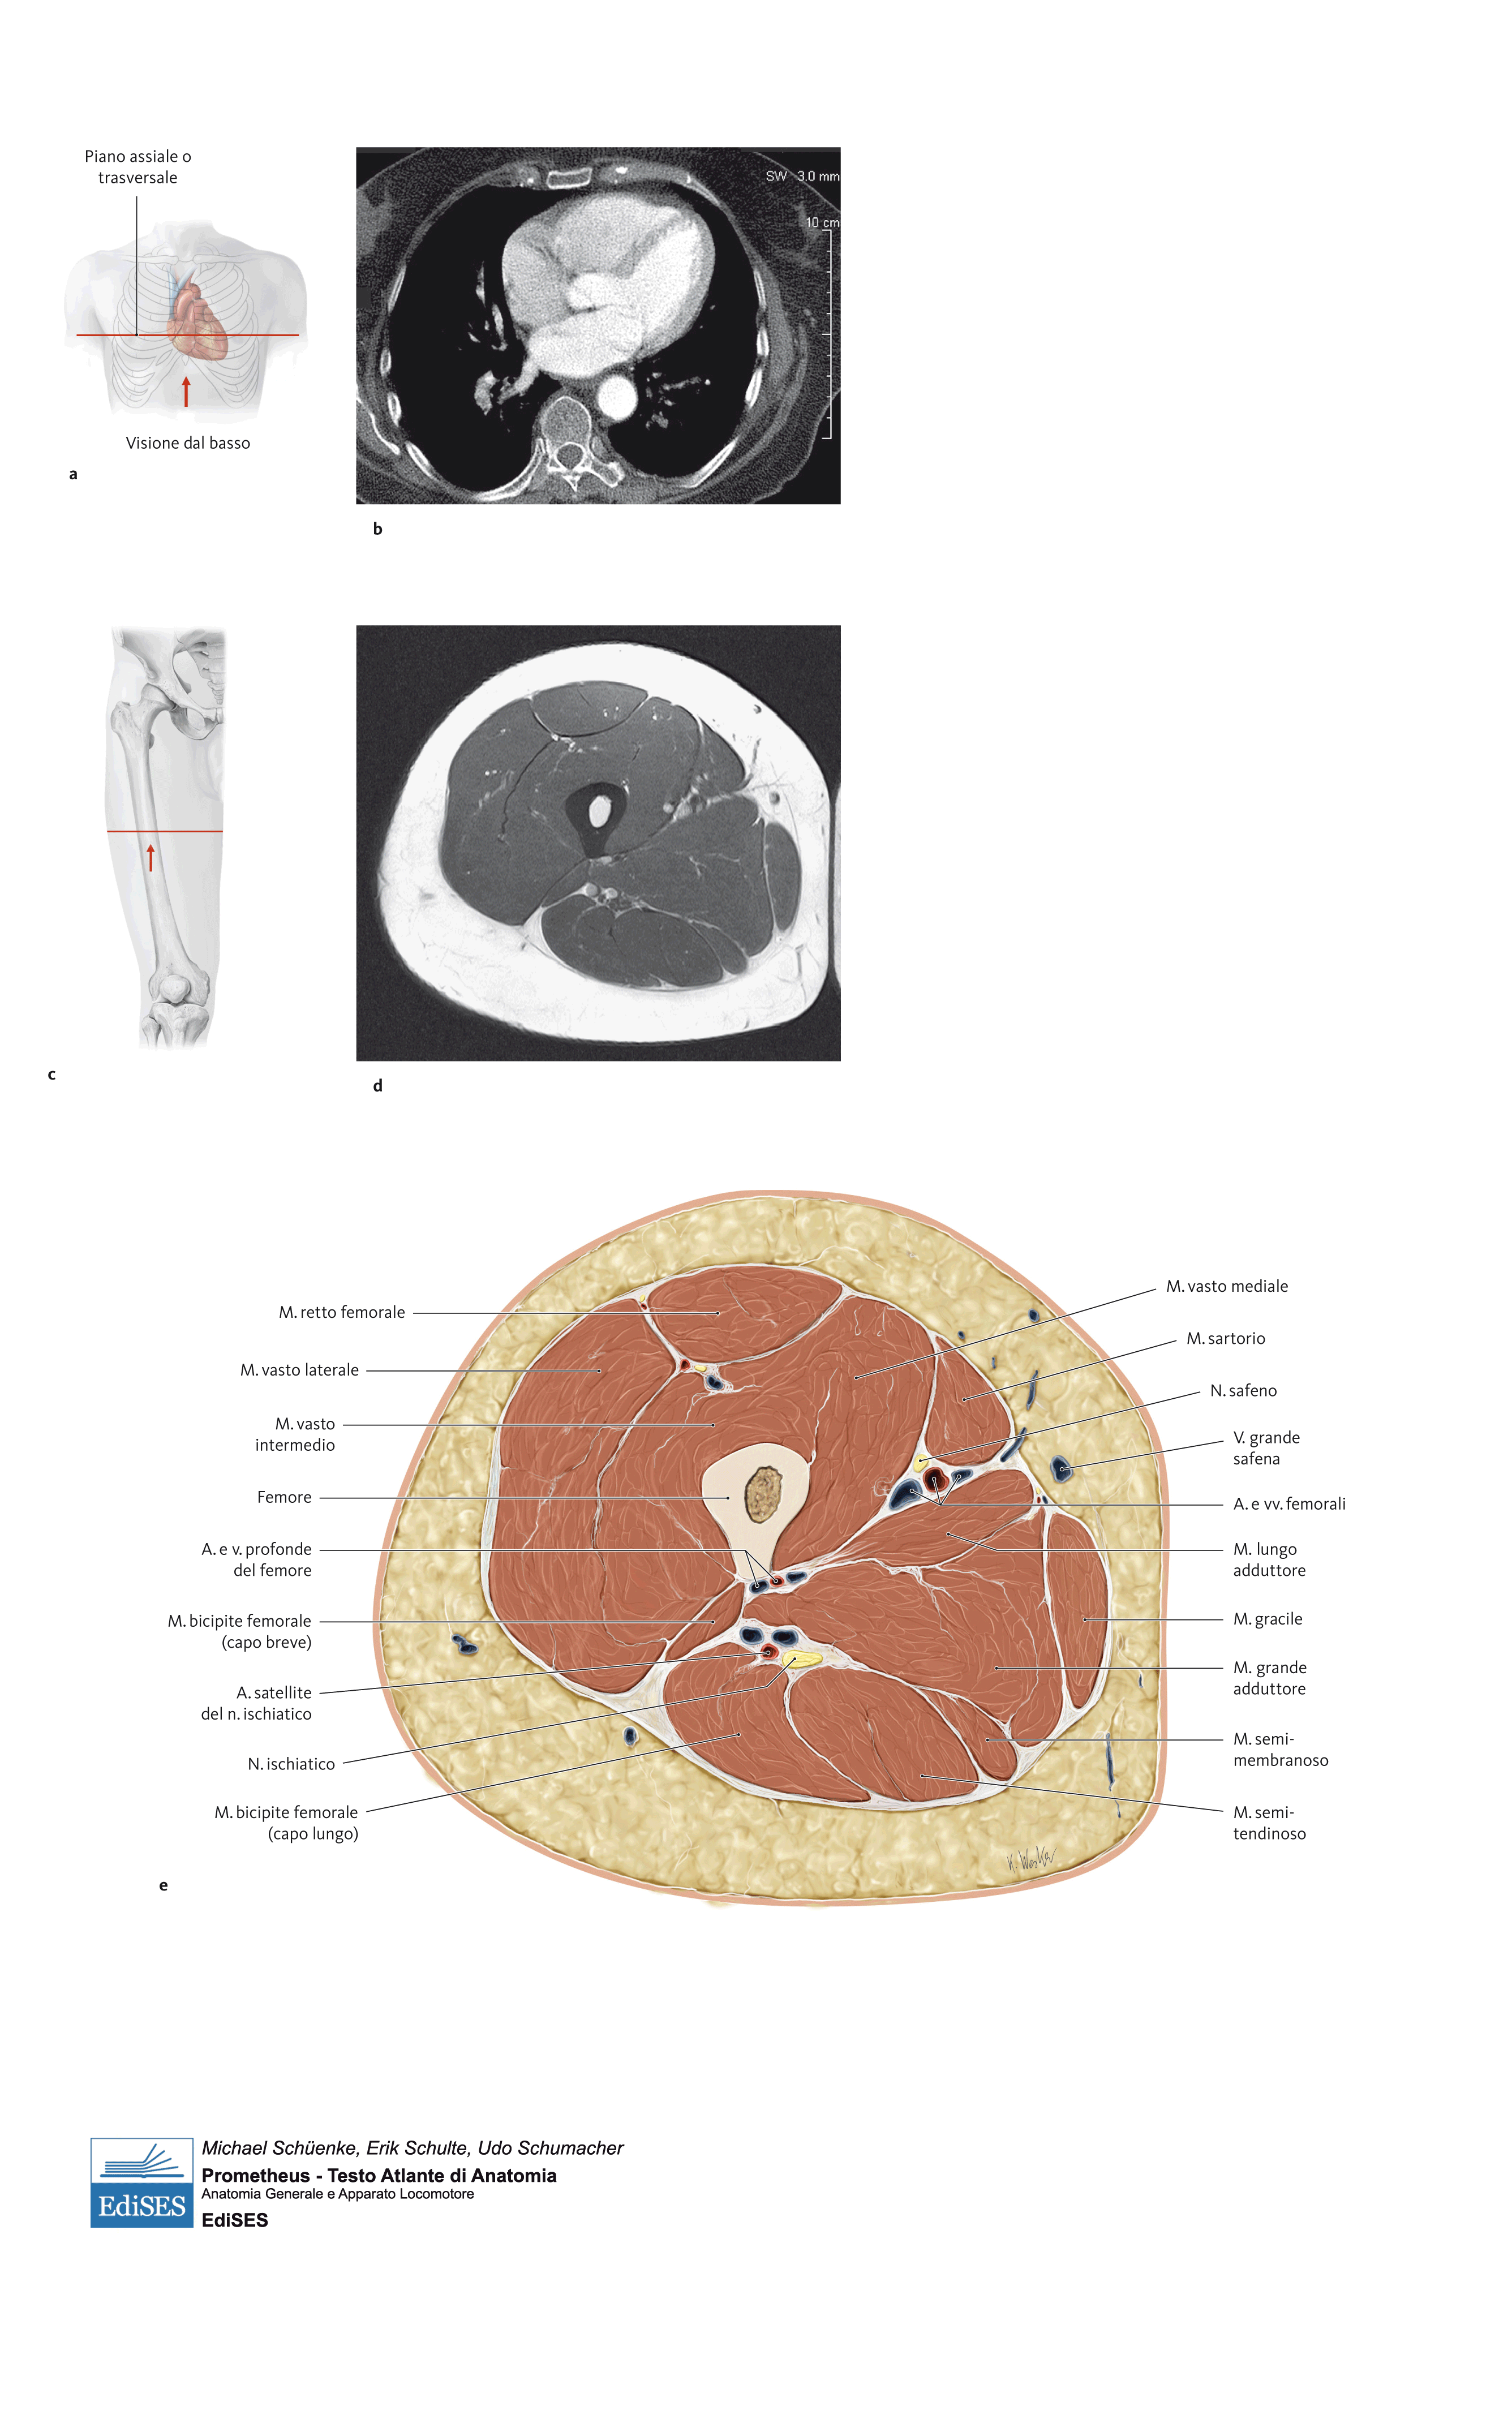 Piano assiale o
trasversale
Visione dal basso
a
SW 3.0 mm
10 cm
b
c
d
M. retto femorale
M. vasto laterale
M. vasto
intermedio
Femore
A. e v. profonde
del femore
M. bicipite femorale
(capo breve)
A. satellite
del n. ischiatico
N. ischiatico
M. bicipite femorale
(capo lungo)
M. vasto mediale
M. sartorio
N. safeno
V. grande
safena
A. e vv. femorali
M. lungo
adduttore
M. gracile
M. grande
adduttore
M. semi-
membranoso
M. semi-
tendinoso
K. Wesker
e
EdiSES
Michael Schüenke, Erik Schulte, Udo Schumacher
Prometheus - Testo Atlante di Anatomia
Anatomia Generale e Apparato Locomotore
EdiSES